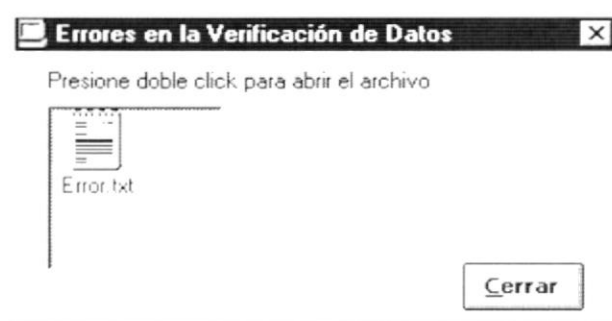 Errores en la Verificación de Datos
Presione doble click para abrir el archivo
Error.txt
Cerrar